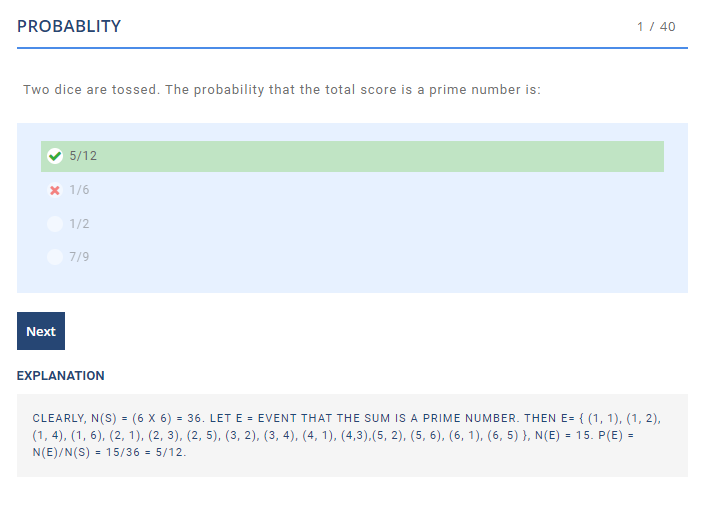 PROBABLITY
1 / 40
Two dice are tossed. The probability that the total score is a prime number is:
5/12
1/6
1/2
7/9
Next
EXPLANATION
CLEARLY, N(S) = (6 X 6) = 36. LET E = EVENT THAT THE SUM IS A PRIME NUMBER. THEN E= { (1, 1), (1, 2),
(1, 4), (1, 6), (2, 1), (2, 3), (2, 5), (3, 2), (3, 4), (4, 1), (4,3),(5, 2), (5, 6), (6, 1), (6, 5) }, N(E) = 15. P(E) =
N(E)/N(S) = 15/36 = 5/12.